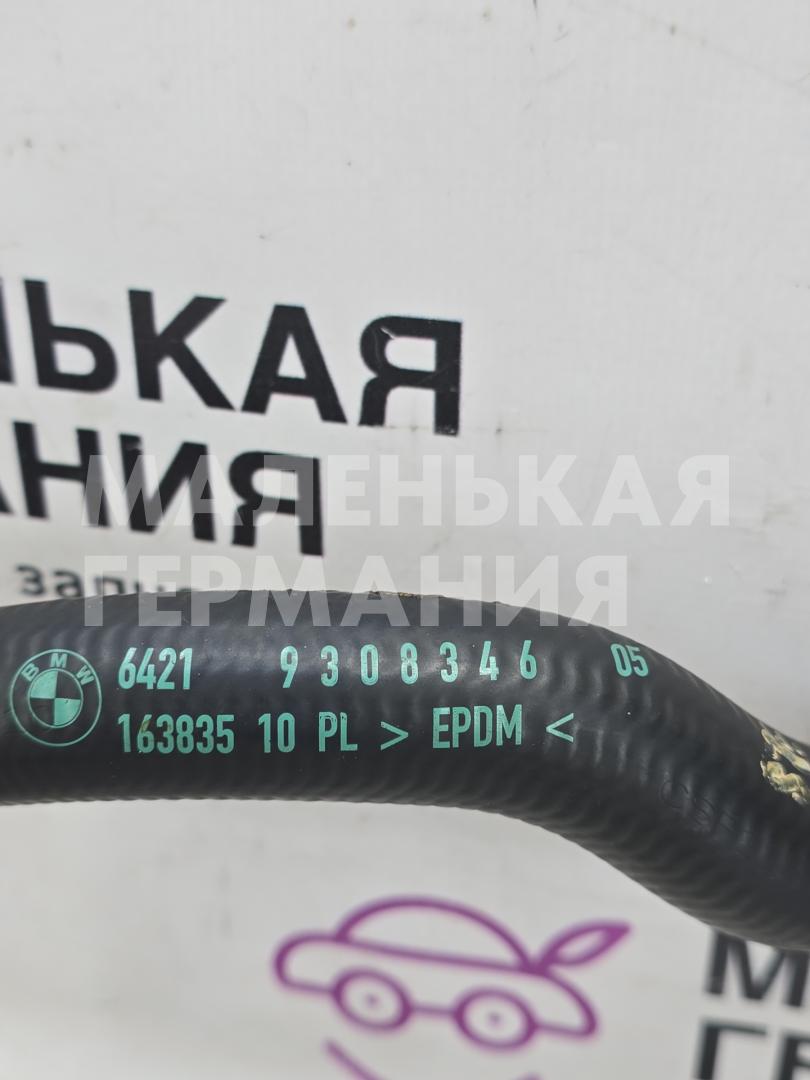 ЬКАЯ
АНИЯ
МАЛЕНЬКАЯ
ГЕРМАНИЯ
BMW
6421 9308346 05
163835 10 PL > EPDM <